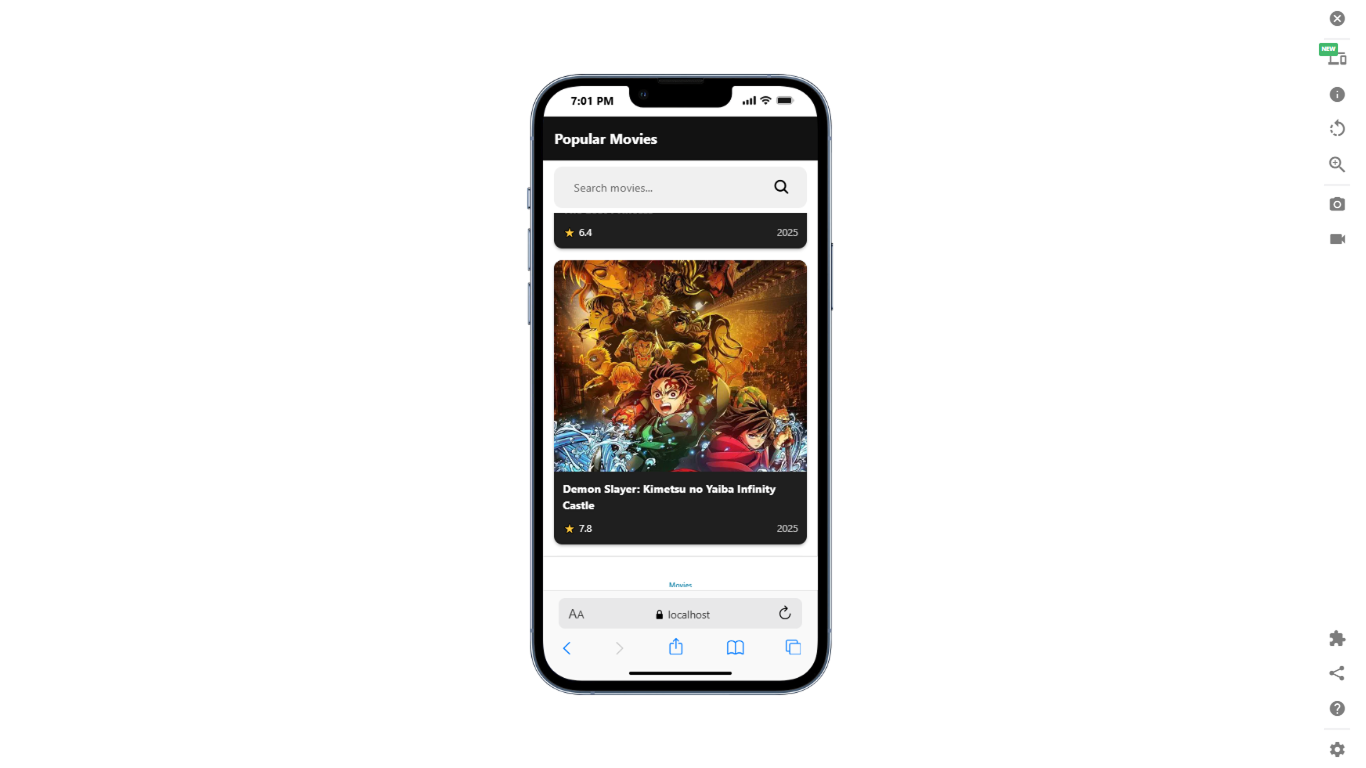 NEW
7:01 PM
Popular Movies
Search movies...
★ 6.4 2025
Demon Slayer: Kimetsu no Yaiba Infinity
Castle
★ 7.8 2025
Movies
AA localhost